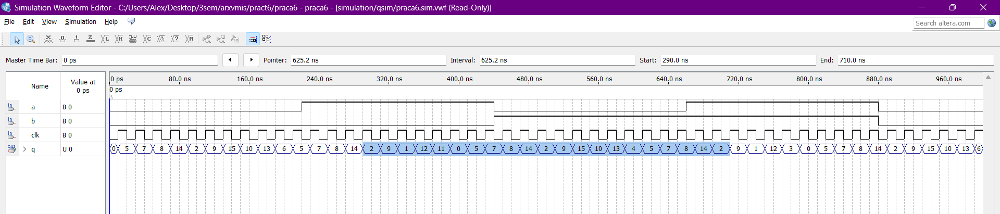 Simulation Waveform Editor - C:/Users/Alex/Desktop/3sem/arxvmis/pract6/praca6 - praca6 - [simulation/qsim/praca6.sim.vwf (Read-Only)]
File Edit View Simulation Help
Search altera.com
Master Time Bar: 0 ps Pointer: 625.2 ns Interval: 625.2 ns Start: 290.0 ns End: 710.0 ns
Name Value at 0 ps
0 ps 80.0 ns 160.0 ns 240.0 ns 320.0 ns 400.0 ns 480.0 ns 560.0 ns 640.0 ns 720.0 ns 800.0 ns 880.0 ns 960.0 ns
0 ps
in a B 0
in b B 0
in clk B 0
out q U 0 0 5 7 8 14 2 9 15 10 13 6 5 7 8 14 2 9 1 12 11 0 5 7 8 14 2 9 15 10 13 4 5 7 8 14 2 9 1 12 3 0 5 7 8 14 2 9 15 10 13 6